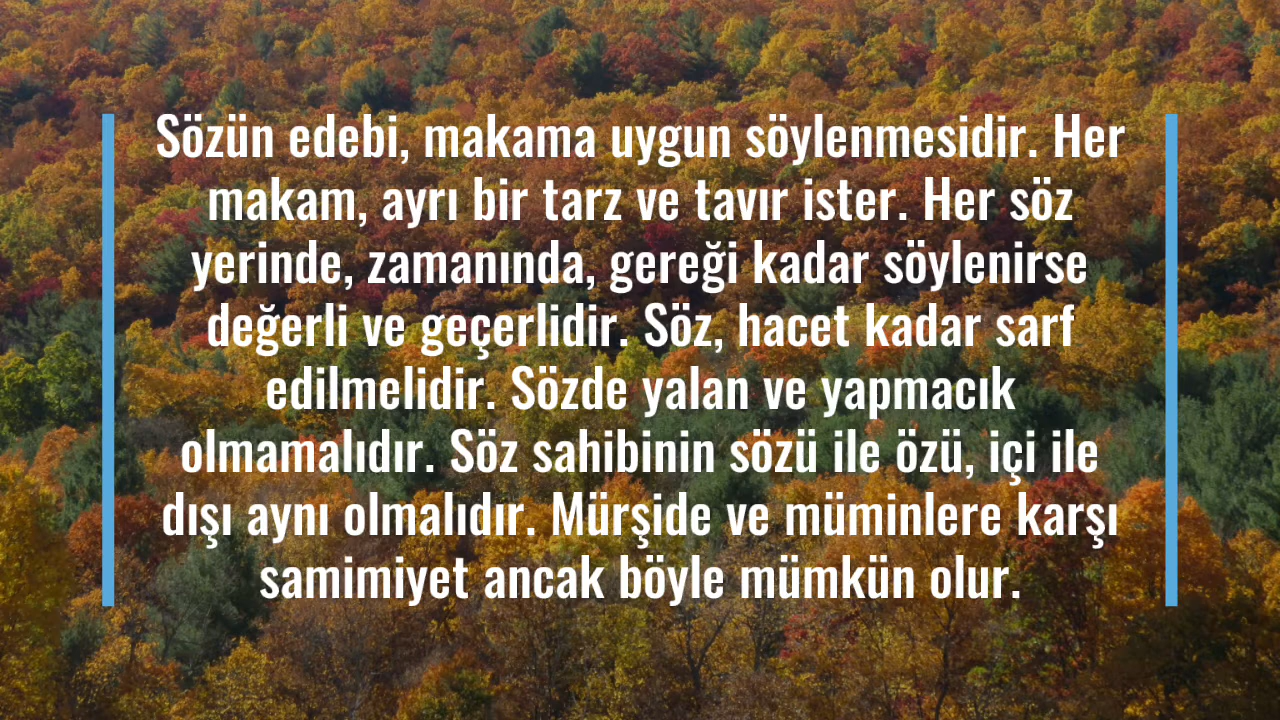 Sözün edebi, makama uygun söylenmesidir. Her
makam, ayrı bir tarz ve tavır ister. Her söz
yerinde, zamanında, gereği kadar söylenirse
değerli ve geçerlidir. Söz, hacet kadar sarf
edilmelidir. Sözde yalan ve yapmacık
olmamalıdır. Söz sahibinin sözü ile özü, içi ile
dışı aynı olmalıdır. Mürşide ve müminlere karşı
samimiyet ancak böyle mümkün olur.